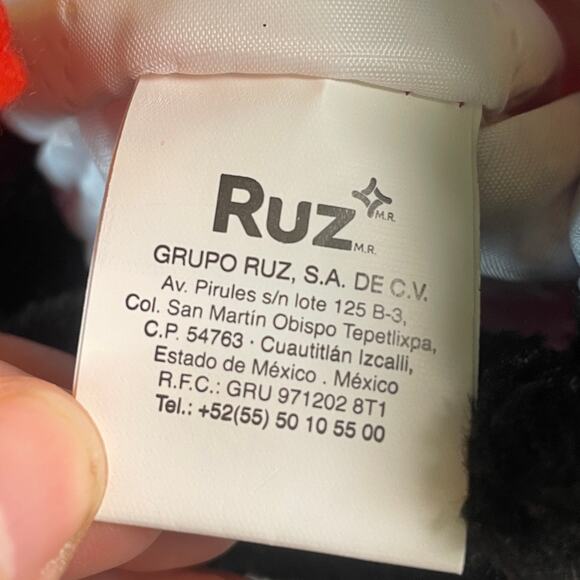 Ruz M.R.
M.R.
GRUPO RUZ, S.A. DE C.V.
Av. Pirules s/n lote 125 B-3,
Col. San Martín Obispo Tepetlixpa,
C.P. 54763 · Cuautitlán Izcalli,
Estado de México . México
R.F.C.: GRU 971202 8T1
Tel.: +52(55) 50 10 55 00